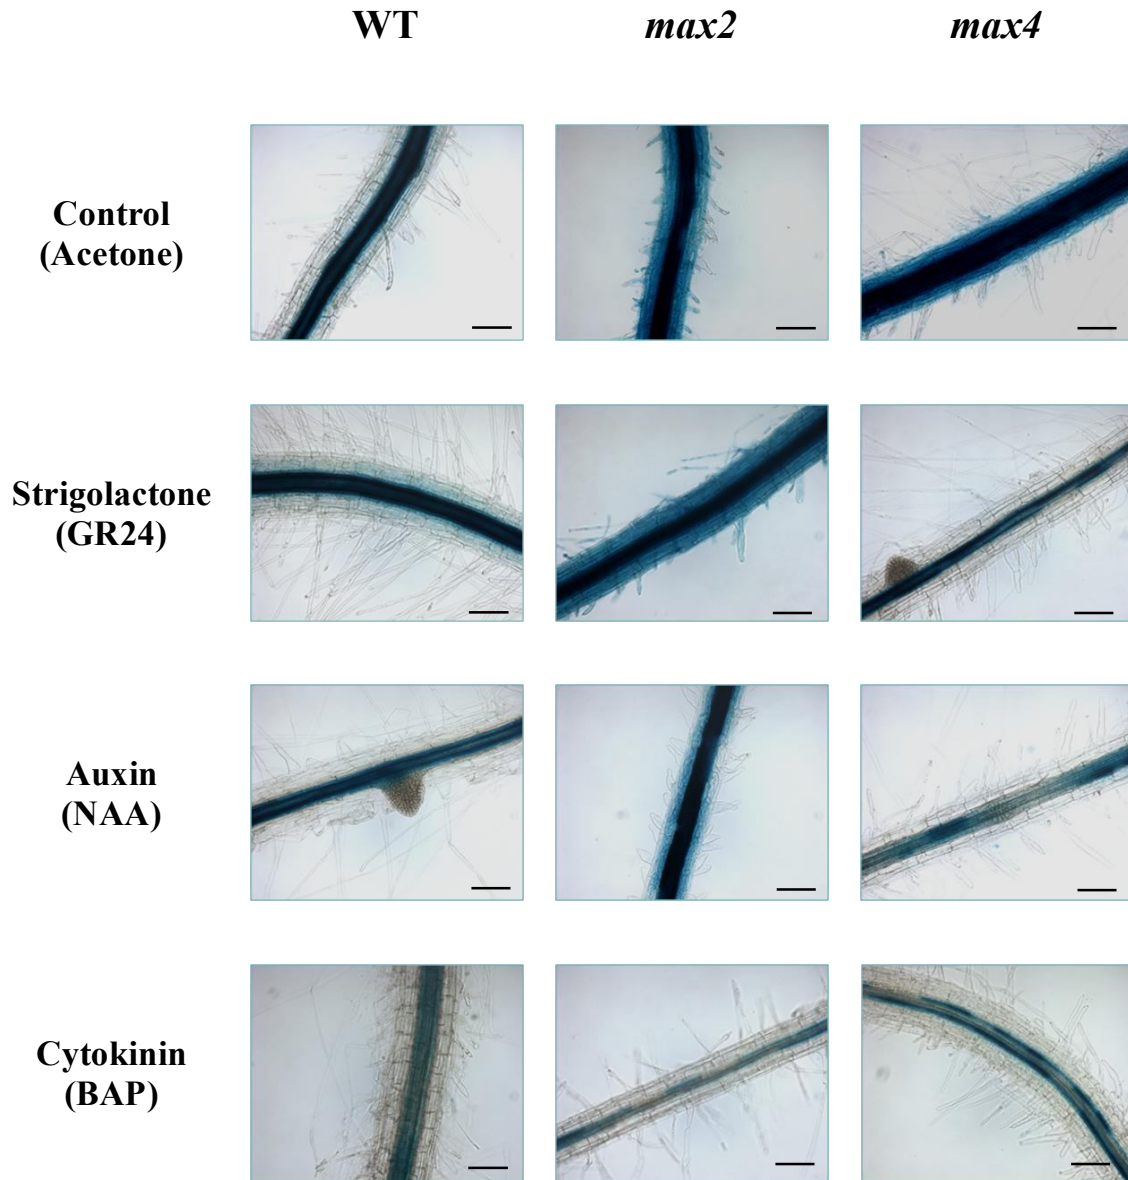 WT max2 max4
Control
(Acetone)
Strigolactone
(GR24)
Auxin
(NAA)
Cytokinin
(BAP)